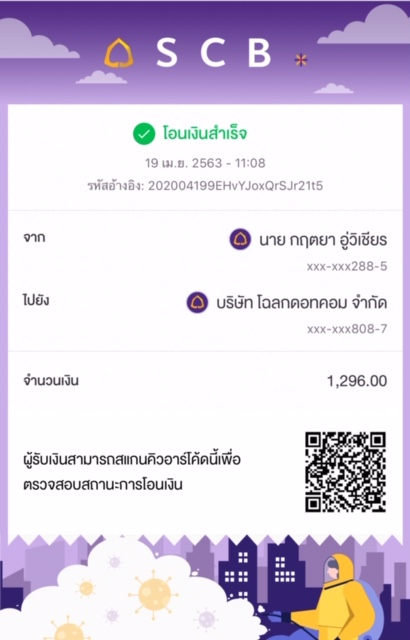 SCB
โอนเงินสำเร็จ
19 เม.ย. 2563 - 11:08
รหัสอ้างอิง: 202004199EHvYJoxQrSJr21t5
จาก
นาย กฤตยา อู่วิเชียร
xxx-xxx288-5
ไปยัง
บริษัท โฉลกดอทคอม จำกัด
xxx-xxx808-7
จำนวนเงิน 1,296.00
ผู้รับเงินสามารถสแกนคิวอาร์โค้ดนี้เพื่อ
ตรวจสอบสถานะการโอนเงิน